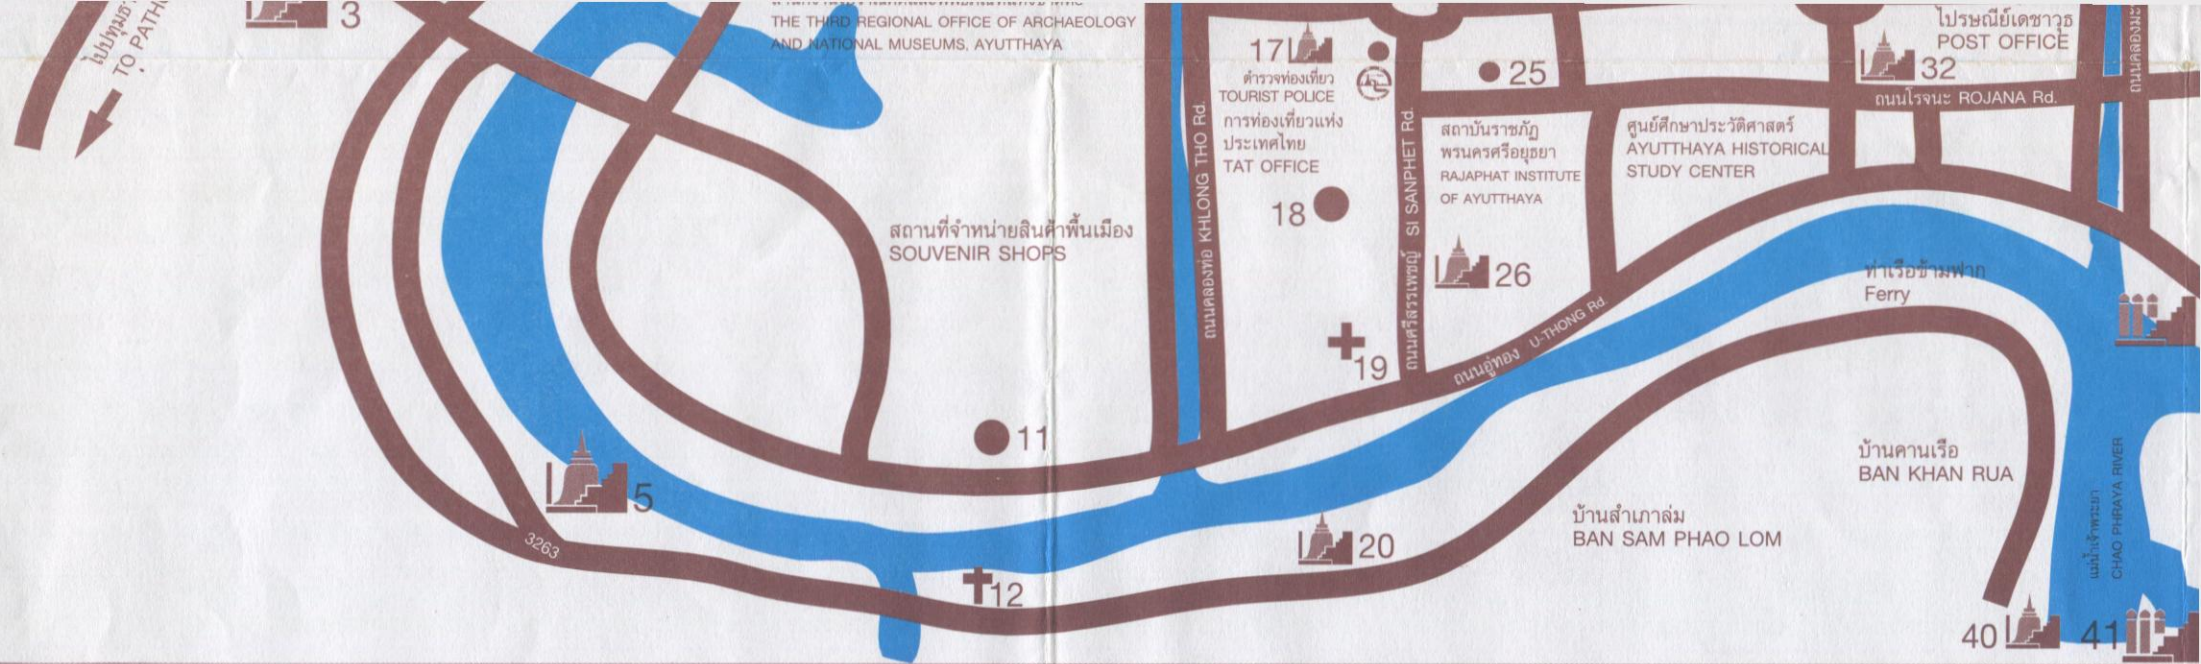 3
TO PATH
THE THIRD REGIONAL OFFICE OF ARCHAEOLOGY
AND NATIONAL MUSEUMS, AYUTTHAYA
17
ตำรวจท่องเที่ยว
TOURIST POLICE
การท่องเที่ยวแห่ง
ประเทศไทย
TAT OFFICE
18
19
25
สถาบันราชภัฏ
พรนครศรีอยุธยา
RAJAPHAT INSTITUTE
OF AYUTTHAYA
26
ศูนย์ศึกษาประวัติศาสตร์
AYUTTHAYA HISTORICAL
STUDY CENTER
ไปรษณีย์เดชาวุธ
POST OFFICE
32
ถนนโรจนะ ROJANA Rd.
ถนนคลองมะ
ถนนคลองท่อ KHLONG THO Rd.
ถนนศรีสรรเพชญ์ SI SANPHET Rd.
ถนนอู่ทอง U-THONG Rd.
สถานที่จำหน่ายสินค้าพื้นเมือง
SOUVENIR SHOPS
11
ท่าเรือข้ามฟาก
Ferry
5
3263
12
20
บ้านสำเภาล่ม
BAN SAM PHAO LOM
บ้านคานเรือ
BAN KHAN RUA
แม่น้ำเจ้าพระยา
CHAO PHRAYA RIVER
40
41